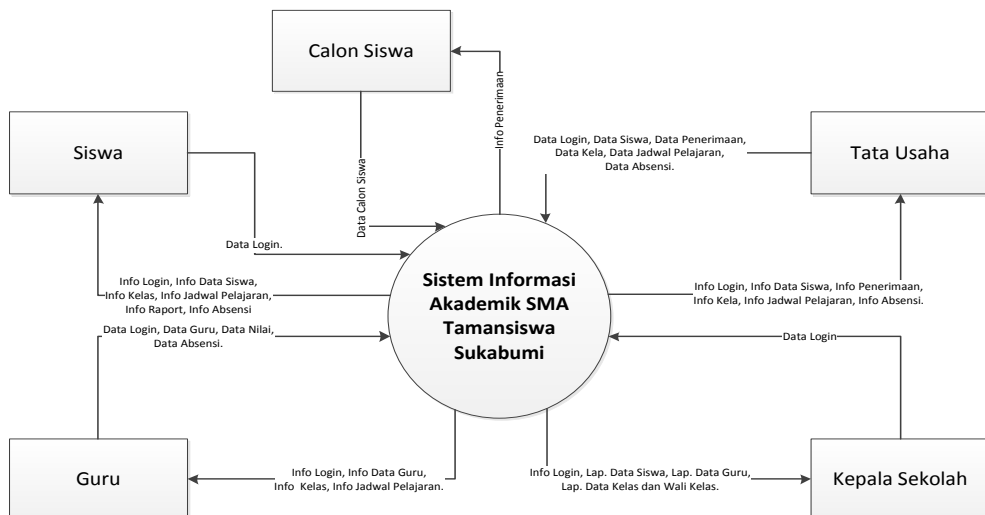 Calon Siswa
Info Penerimaan
Data Calon Siswa
Siswa
Data Login.
Info Login, Info Data Siswa,
Info Kelas, Info Jadwal Pelajaran,
Info Raport, Info Absensi
Data Login, Data Siswa, Data Penerimaan,
Data Kela, Data Jadwal Pelajaran,
Data Absensi.
Tata Usaha
Sistem Informasi
Akademik SMA
Tamansiswa
Sukabumi
Info Login, Info Data Siswa, Info Penerimaan,
Info Kela, Info Jadwal Pelajaran, Info Absensi.
Data Login, Data Guru, Data Nilai,
Data Absensi.
Data Login
Guru
Info Login, Info Data Guru,
Info Kelas, Info Jadwal Pelajaran.
Info Login, Lap. Data Siswa, Lap. Data Guru,
Lap. Data Kelas dan Wali Kelas.
Kepala Sekolah